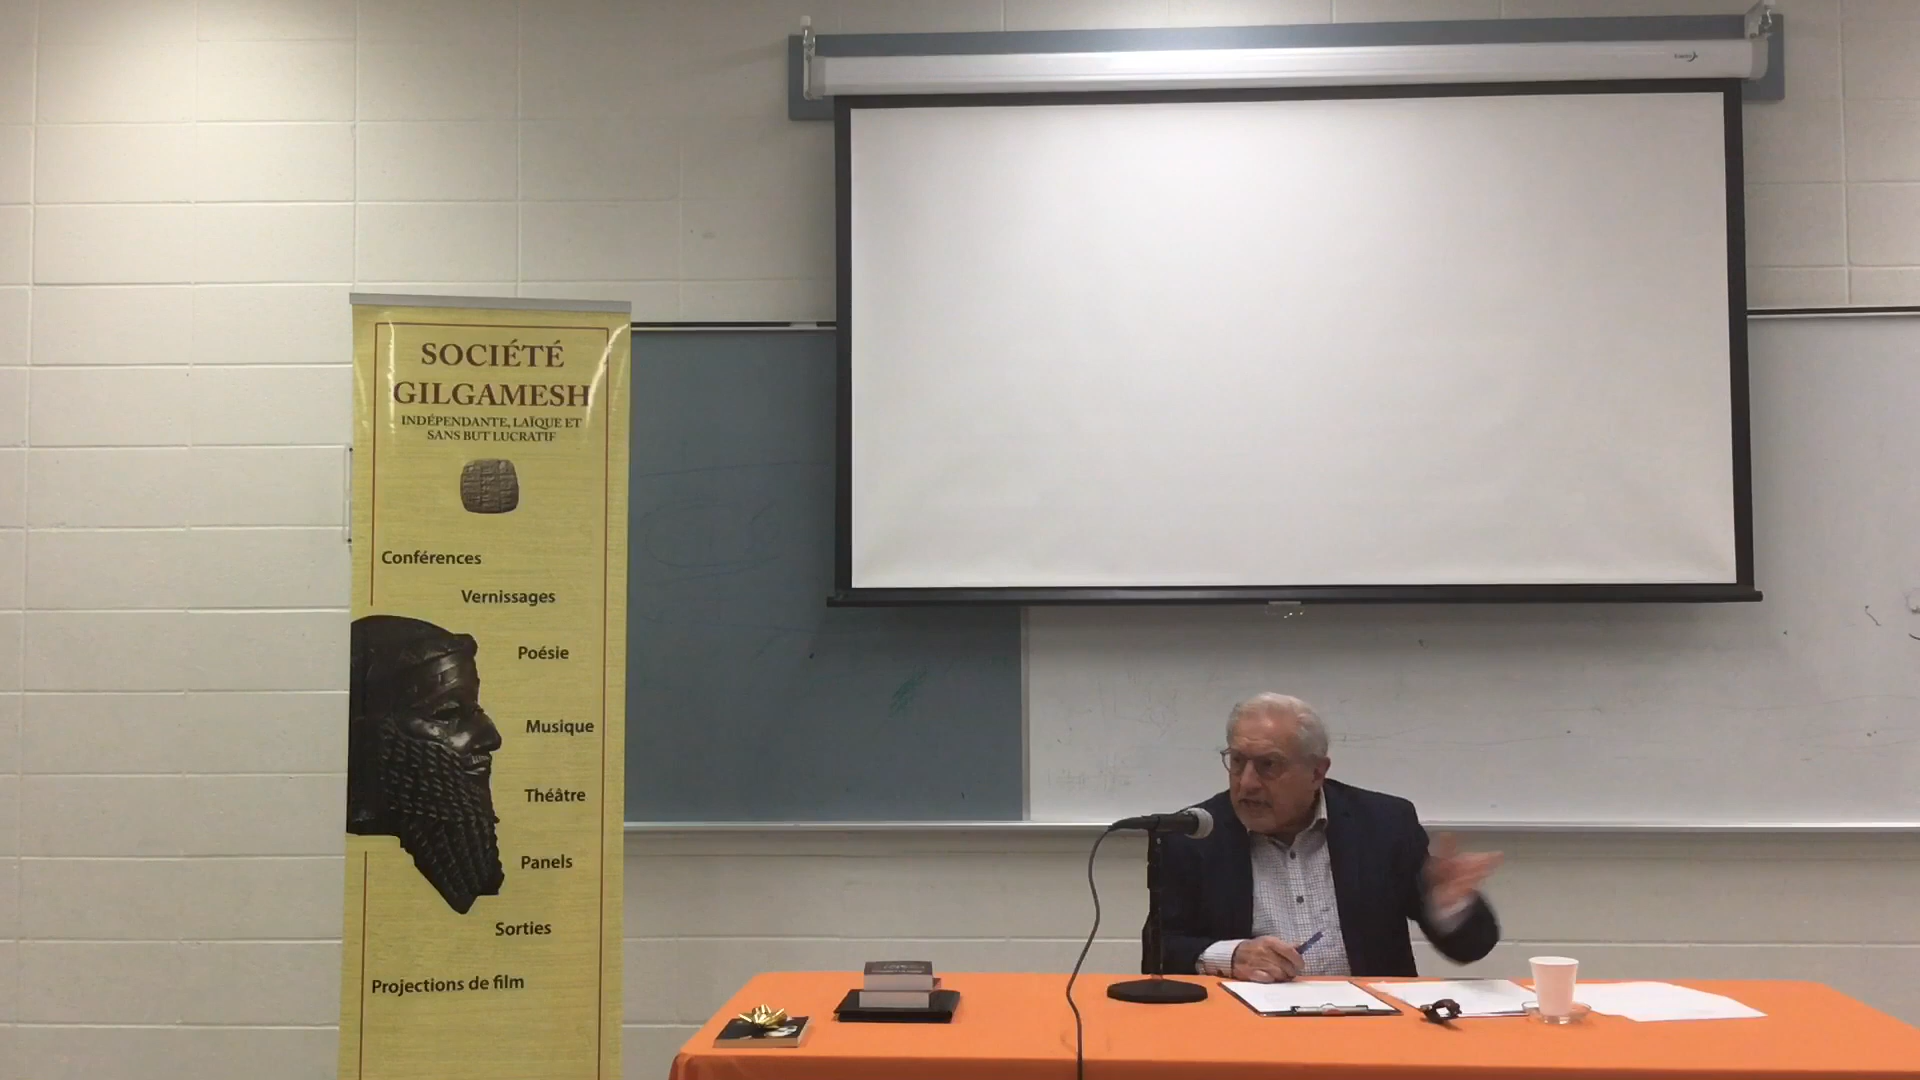 SOCIÉTÉ
GILGAMESH
INDÉPENDANTE, LAÏQUE ET
SANS BUT LUCRATIF
Conférences
Vernissages
Poésie
Musique
Théâtre
Panels
Sorties
Projections de film